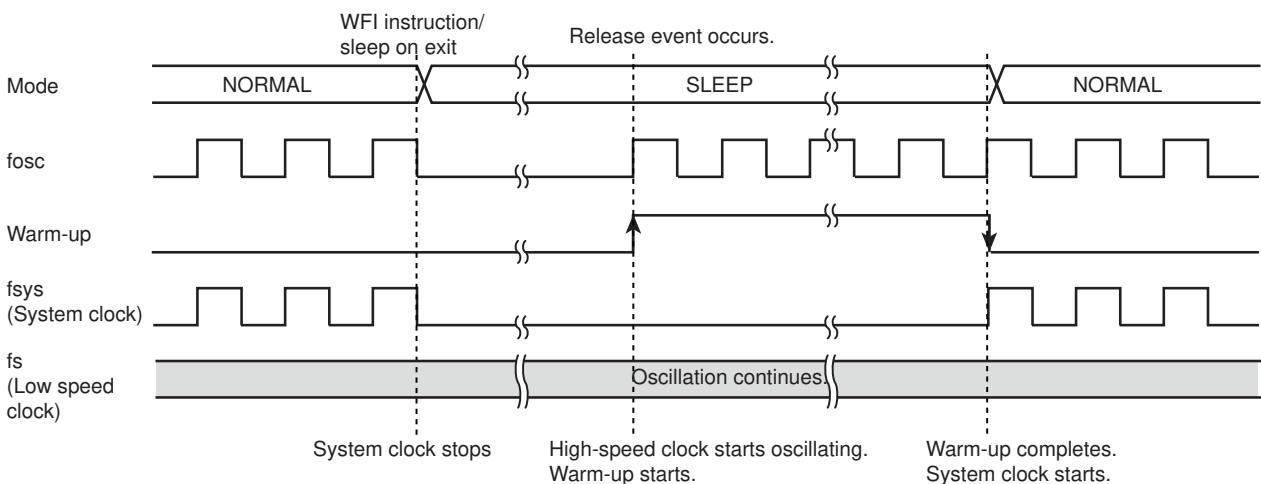 WFI instruction/
sleep on exit
Release event occurs.
Mode
NORMAL
SLEEP
NORMAL
fosc
Warm-up
fsys
(System clock)
fs
(Low speed
clock)
Oscillation continues.
System clock stops
High-speed clock starts oscillating.
Warm-up starts.
Warm-up completes.
System clock starts.